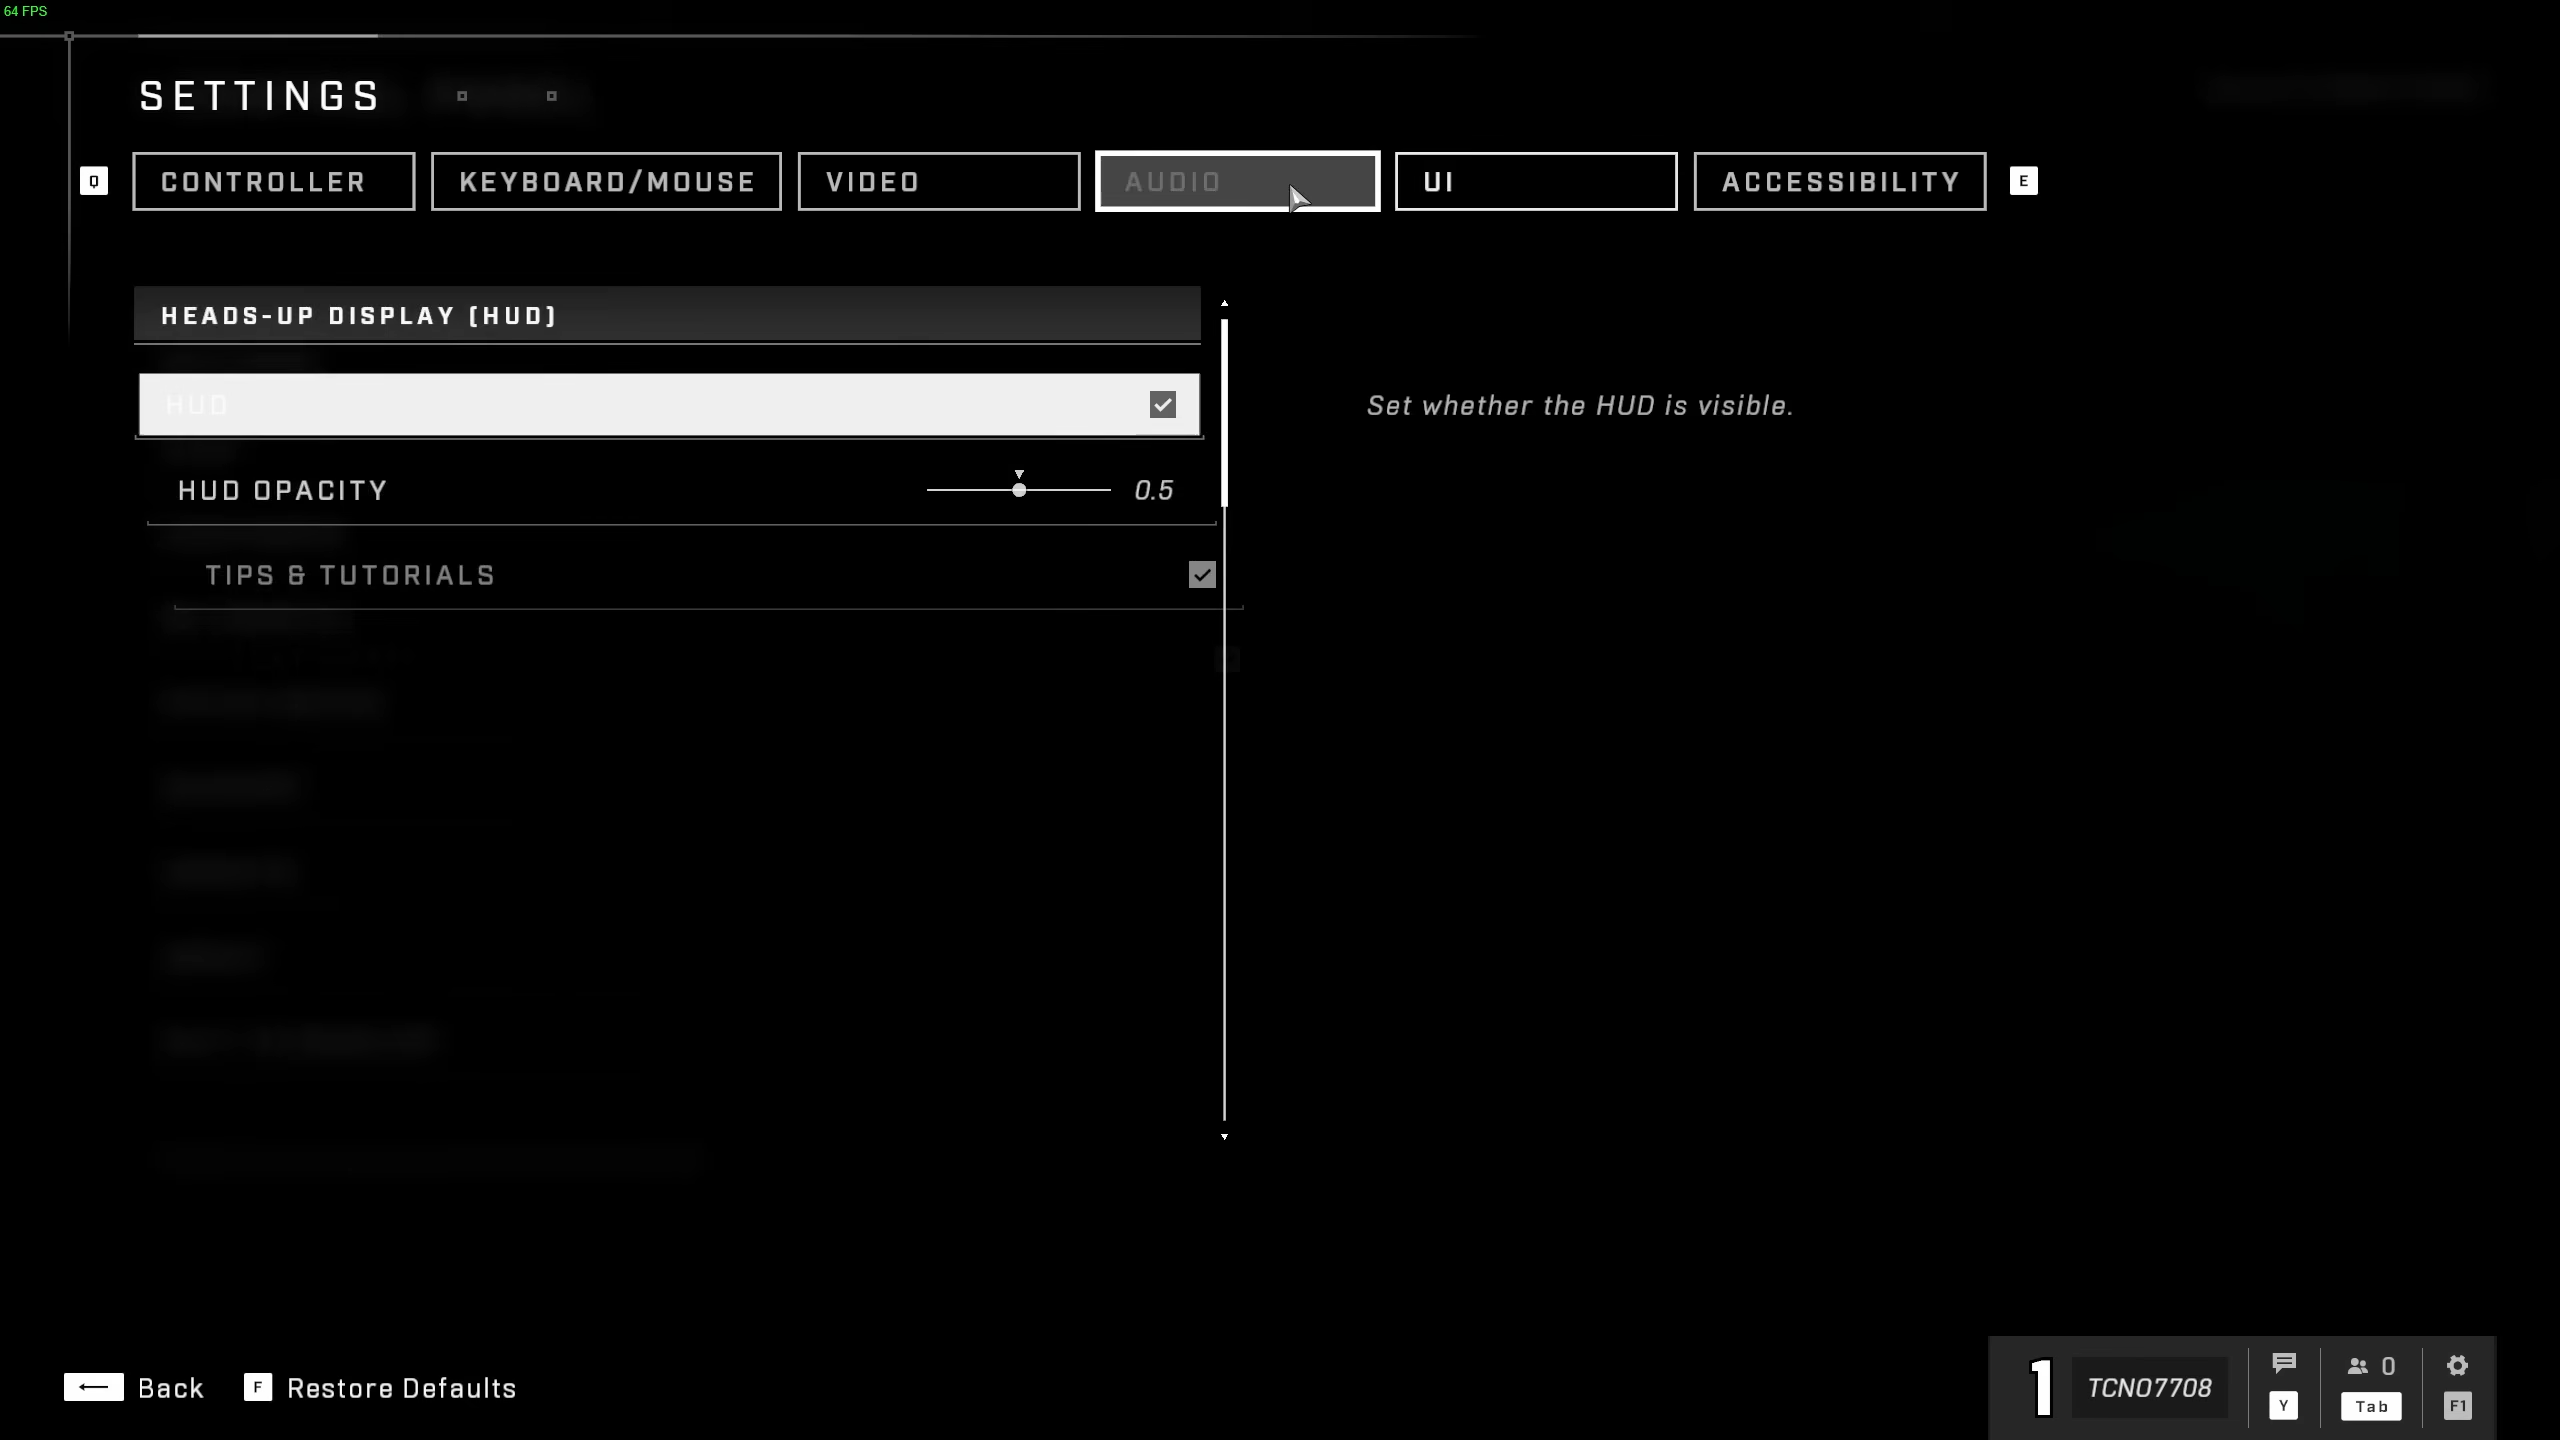 64 FPS
SETTINGS
Q CONTROLLER KEYBOARD/MOUSE VIDEO AUDIO UI ACCESSIBILITY E
HEADS-UP DISPLAY (HUD)
HUD
Set whether the HUD is visible.
HUD OPACITY 0.5
TIPS & TUTORIALS
Back F Restore Defaults
1 TCNO7708 0
Y Tab F1